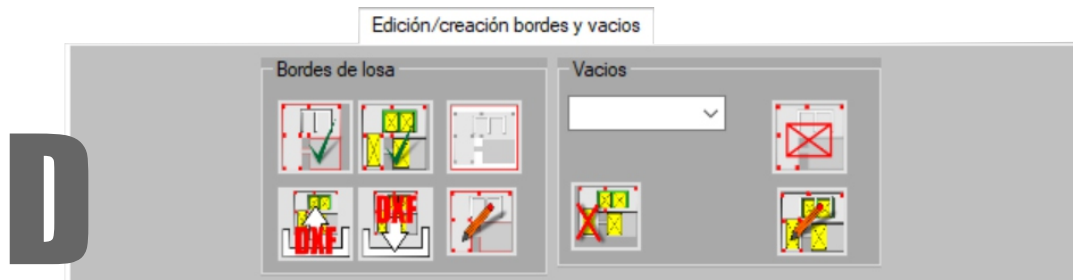 Edición/creación bordes y vacios
Bordes de losa
Vacios
D
DXF
DXF